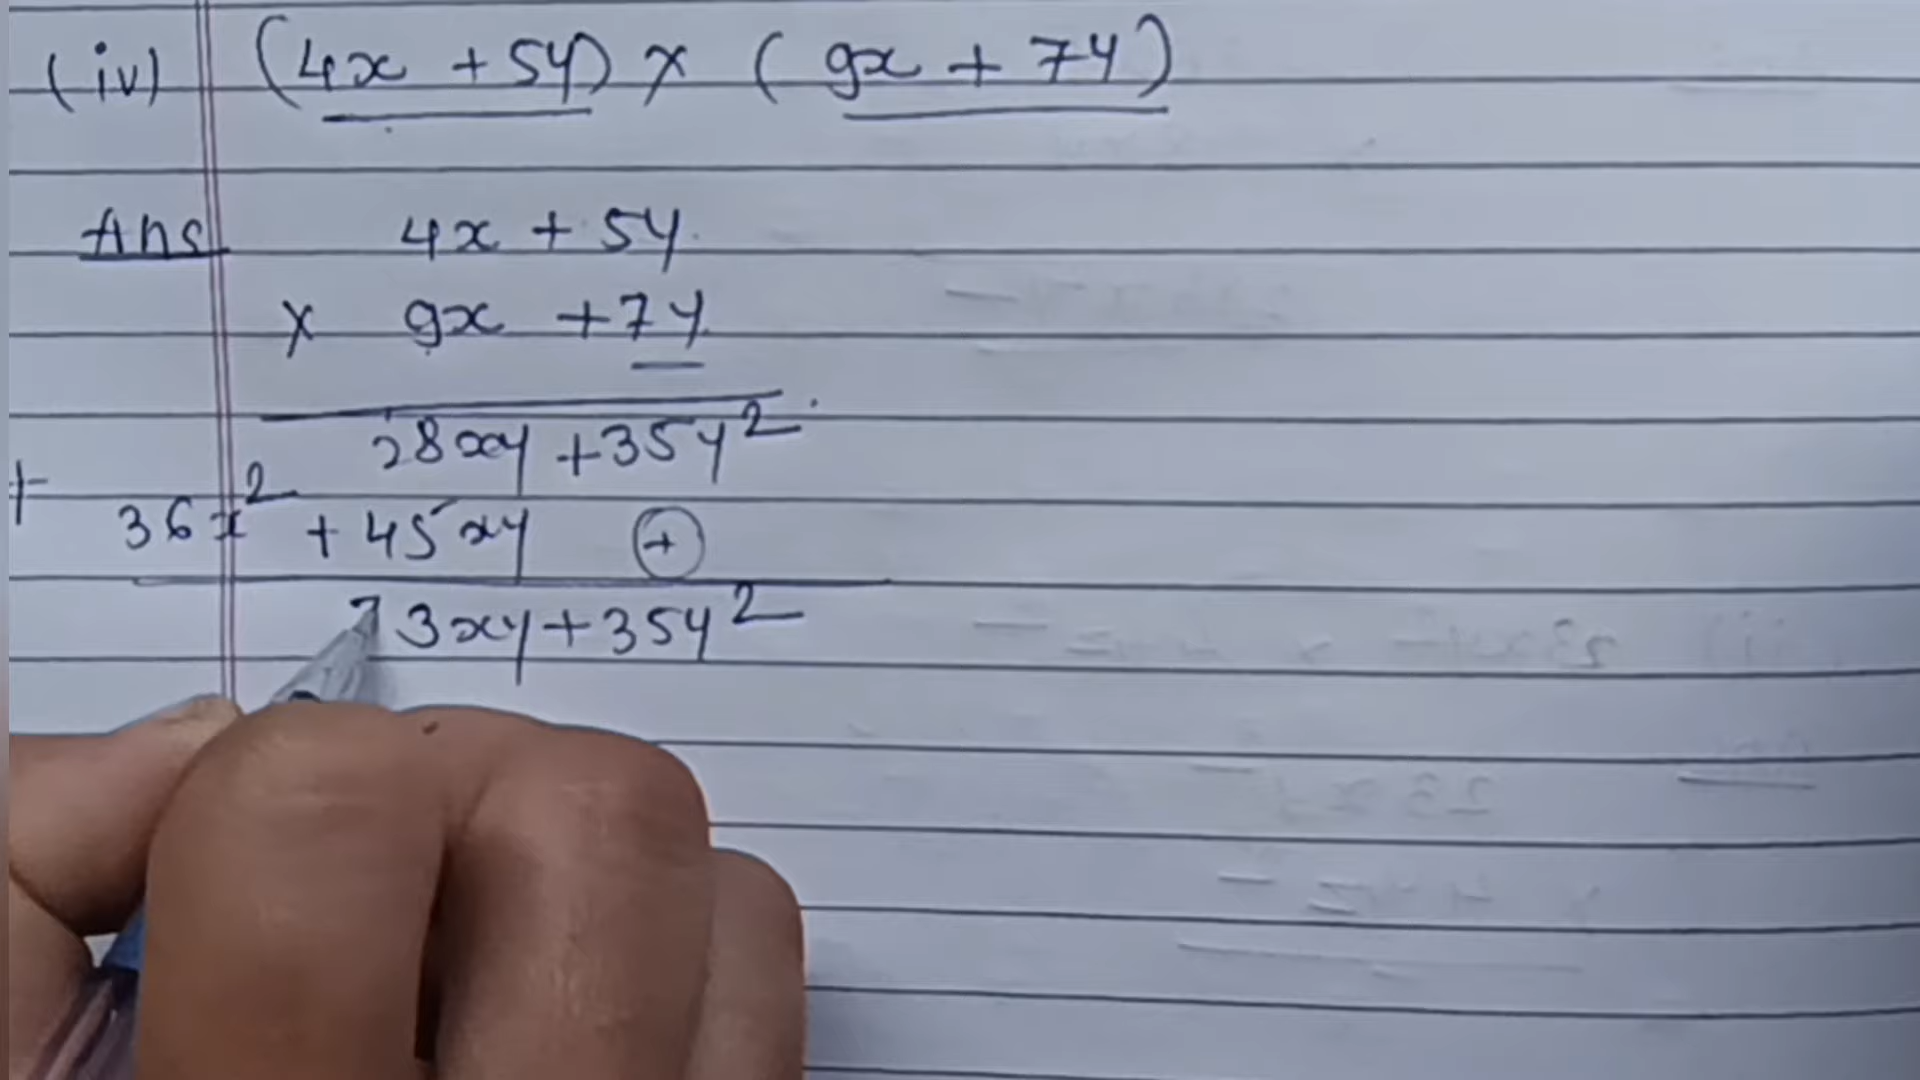 (iv) (4x + 5y) × (9x + 7y)
Ans 4x + 5y
× 9x + 7y
28xy + 35y²
+ 36x² + 45xy +
73xy + 35y²